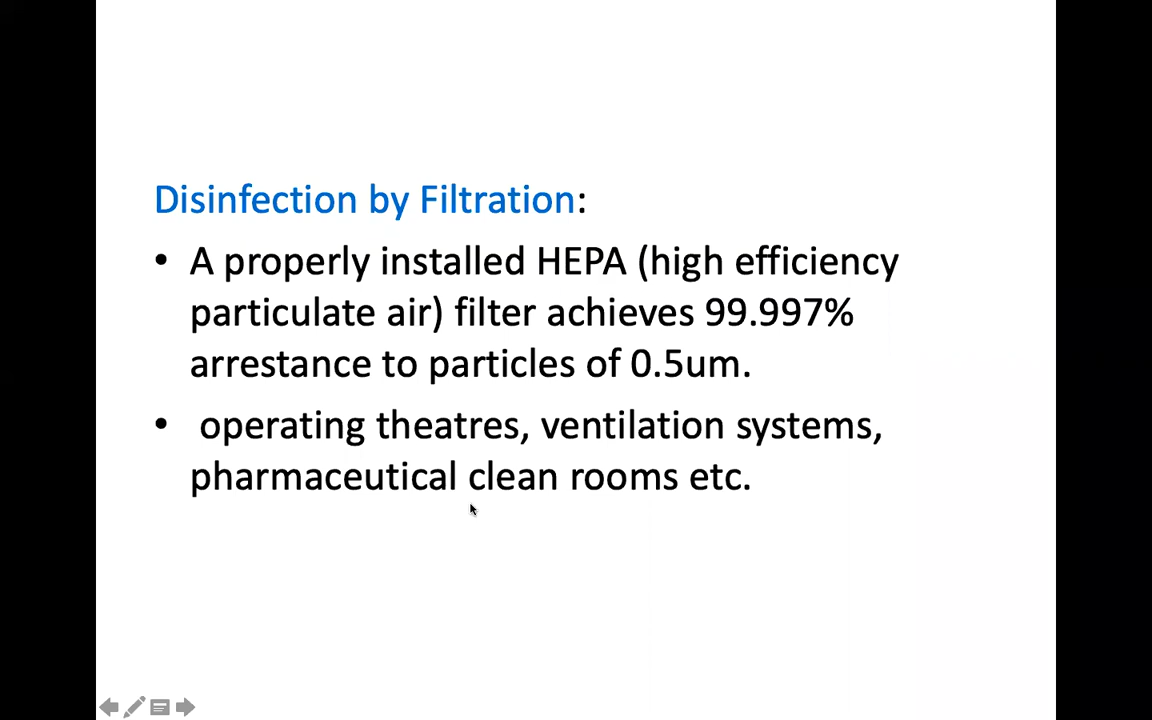 Disinfection by Filtration:
• A properly installed HEPA (high efficiency
particulate air) filter achieves 99.997%
arrestance to particles of 0.5um.
• operating theatres, ventilation systems,
pharmaceutical clean rooms etc.